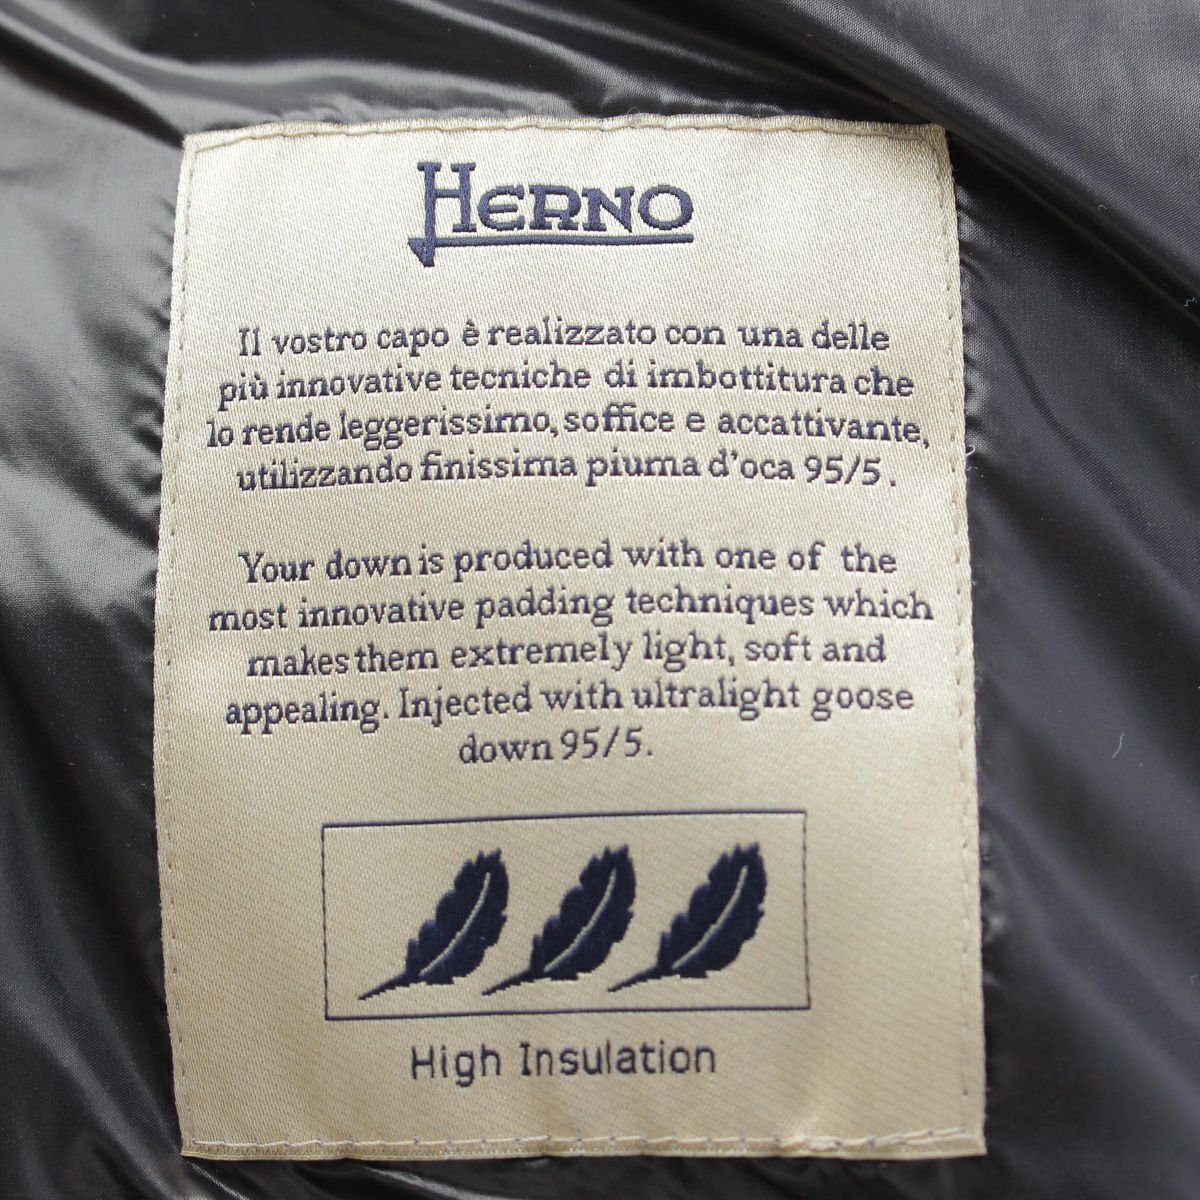 HERNO
Il vostro capo è realizzato con una delle
più innovative tecniche di imbottitura che
lo rende leggerissimo, soffice e accattivante,
utilizzando finissima piuma d'oca 95/5.
Your down is produced with one of the
most innovative padding techniques which
makes them extremely light, soft and
appealing. Injected with ultralight goose
down 95/5.
High Insulation